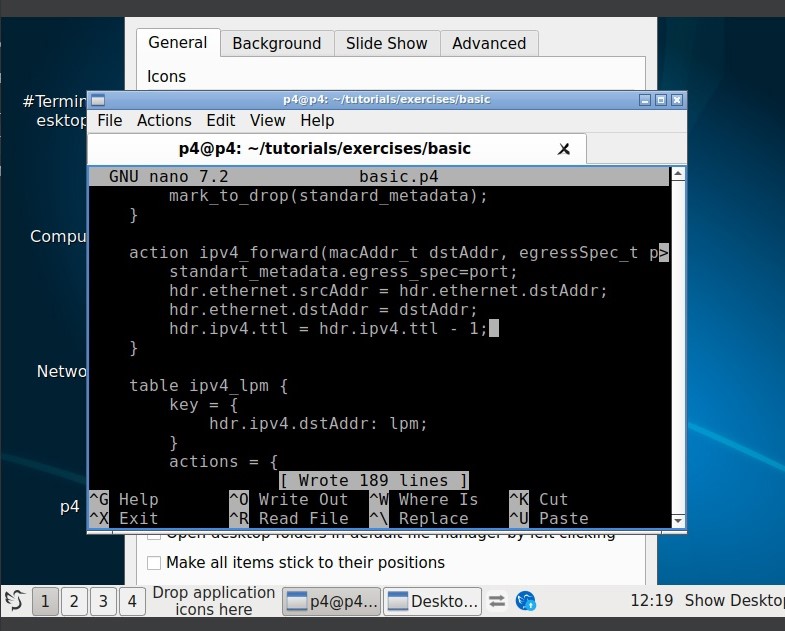 General Background Slide Show Advanced
Icons
#Termin
esktop
p4@p4: ~/tutorials/exercises/basic
File Actions Edit View Help
p4@p4: ~/tutorials/exercises/basic
GNU nano 7.2 basic.p4
mark_to_drop(standard_metadata);
}
action ipv4_forward(macAddr_t dstAddr, egressSpec_t p>
standart_metadata.egress_spec=port;
hdr.ethernet.srcAddr = hdr.ethernet.dstAddr;
hdr.ethernet.dstAddr = dstAddr;
hdr.ipv4.ttl = hdr.ipv4.ttl - 1;
}
table ipv4_lpm {
key = {
hdr.ipv4.dstAddr: lpm;
}
actions = {
[ Wrote 189 lines ]
^G Help ^O Write Out ^W Where Is ^K Cut
^X Exit ^R Read File ^\ Replace ^U Paste
Compu
Netwo
p4
Open desktop folders in default file manager by left clicking
Make all items stick to their positions
1 2 3 4 Drop application
icons here
p4@p4... Deskto... 12:19 Show Deskto